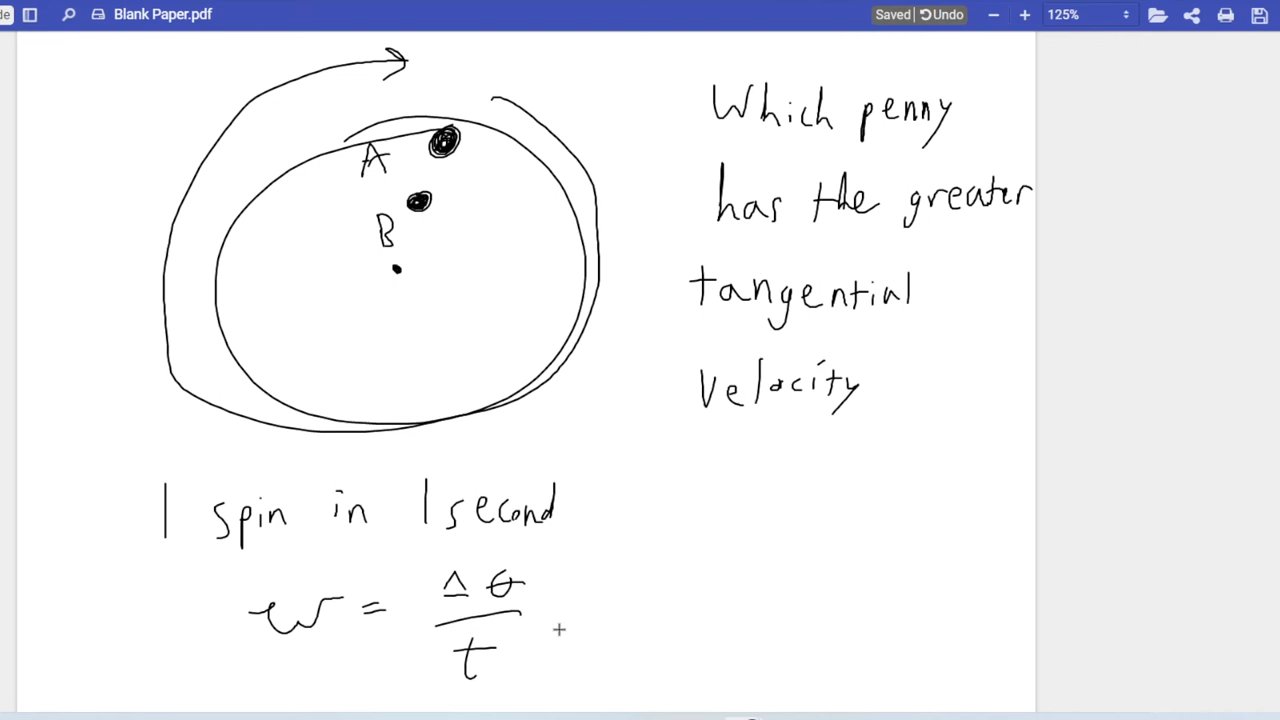 de
Blank Paper.pdf
Saved
Undo
125%
A
B
Which penny
has the greater
tangential
velocity
1 spin in 1 second
ω = Δθ
t